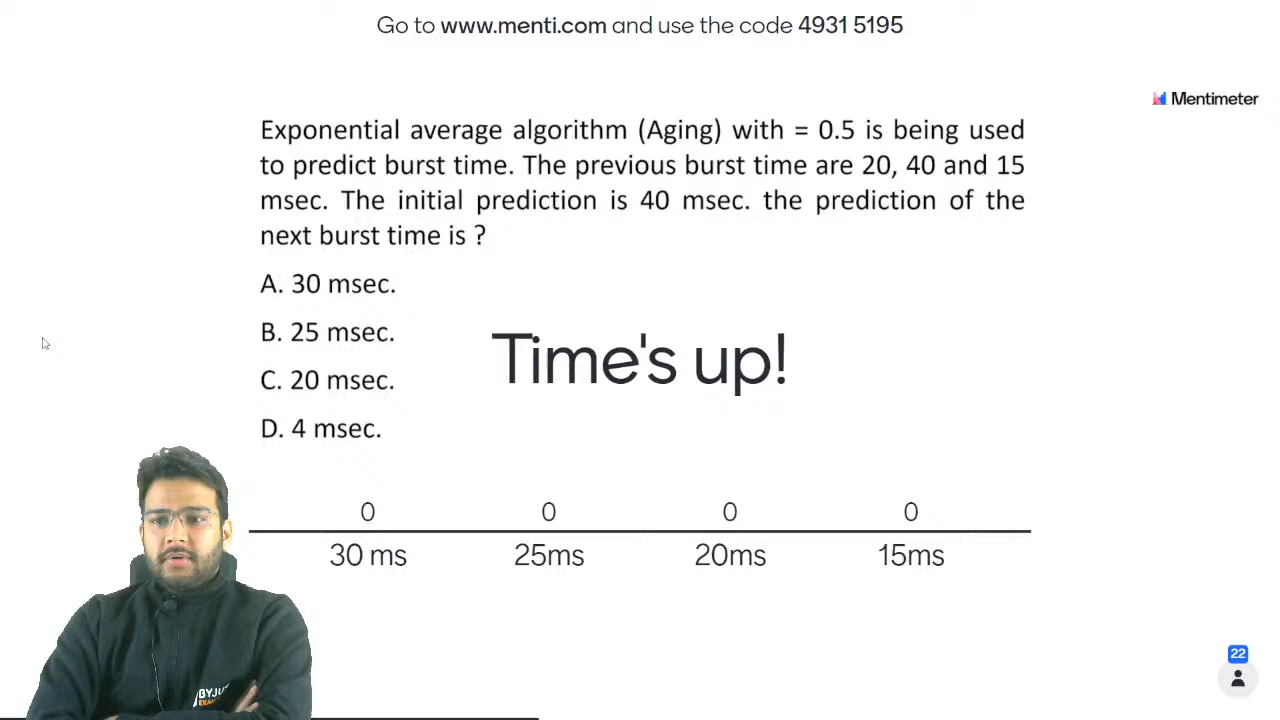 Go to www.menti.com and use the code 4931 5195
Mentimeter
Exponential average algorithm (Aging) with = 0.5 is being used
to predict burst time. The previous burst time are 20, 40 and 15
msec. The initial prediction is 40 msec. the prediction of the
next burst time is ?
A. 30 msec.
B. 25 msec.
Time's up!
C. 20 msec.
D. 4 msec.
0 0 0 0
30 ms 25ms 20ms 15ms
22